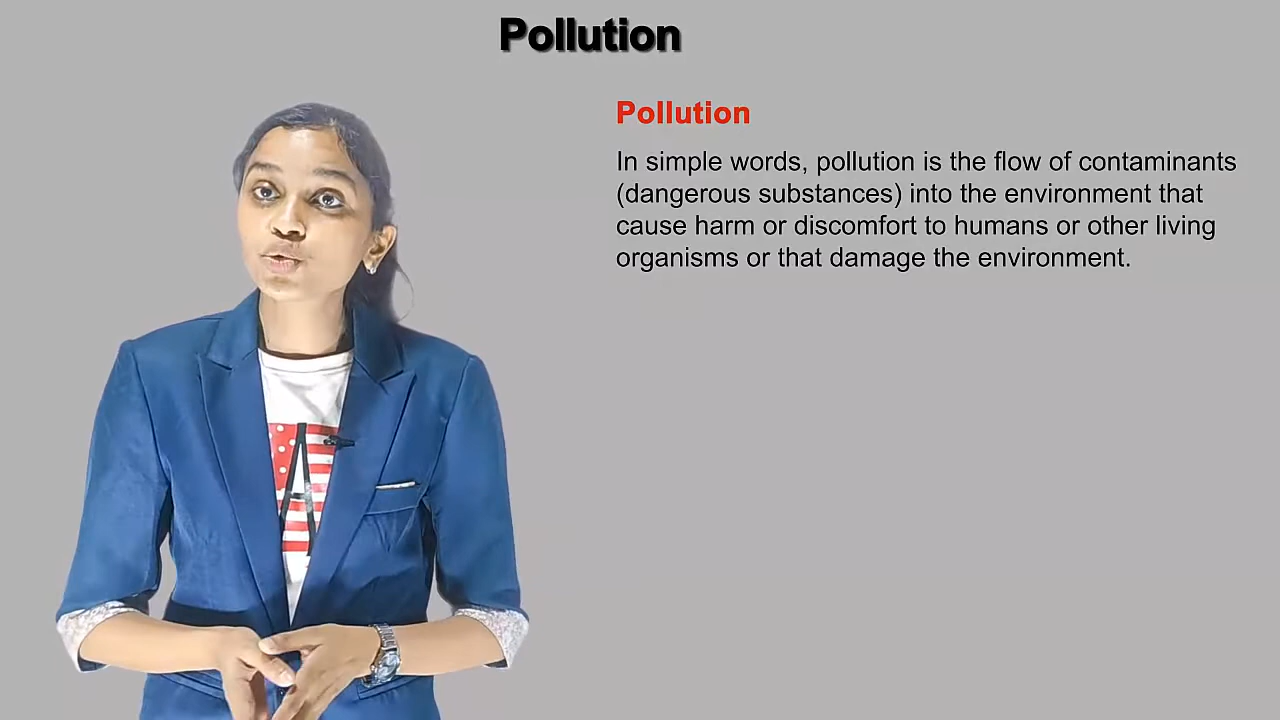 Pollution
Pollution
In simple words, pollution is the flow of contaminants
(dangerous substances) into the environment that
cause harm or discomfort to humans or other living
organisms or that damage the environment.
A